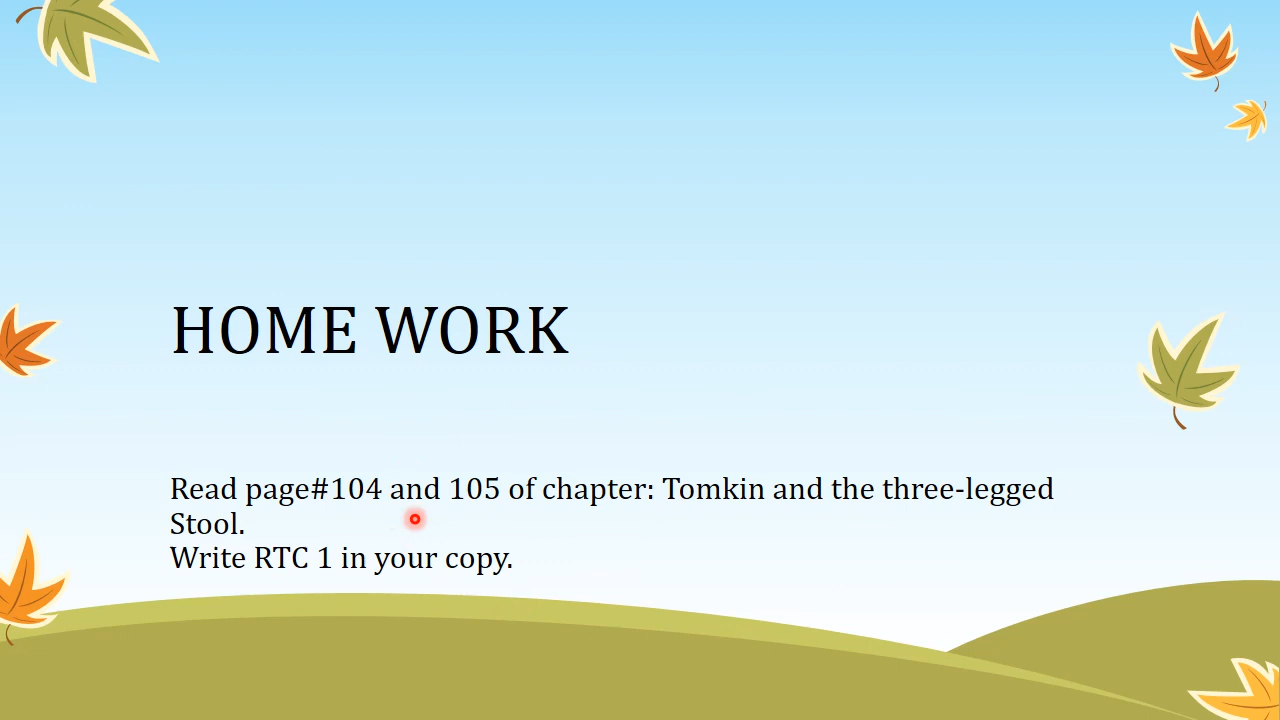 HOME WORK
Read page#104 and 105 of chapter: Tomkin and the three-legged
Stool.
Write RTC 1 in your copy.